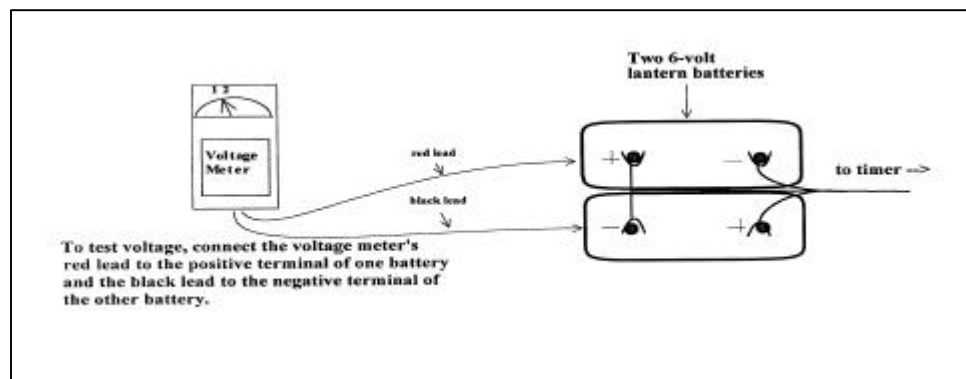 Two 6-volt
lantern batteries
1 2
Voltage
Meter
red lead
black lead
+
−
−
+
to timer -->
To test voltage, connect the voltage meter's
red lead to the positive terminal of one battery
and the black lead to the negative terminal of
the other battery.